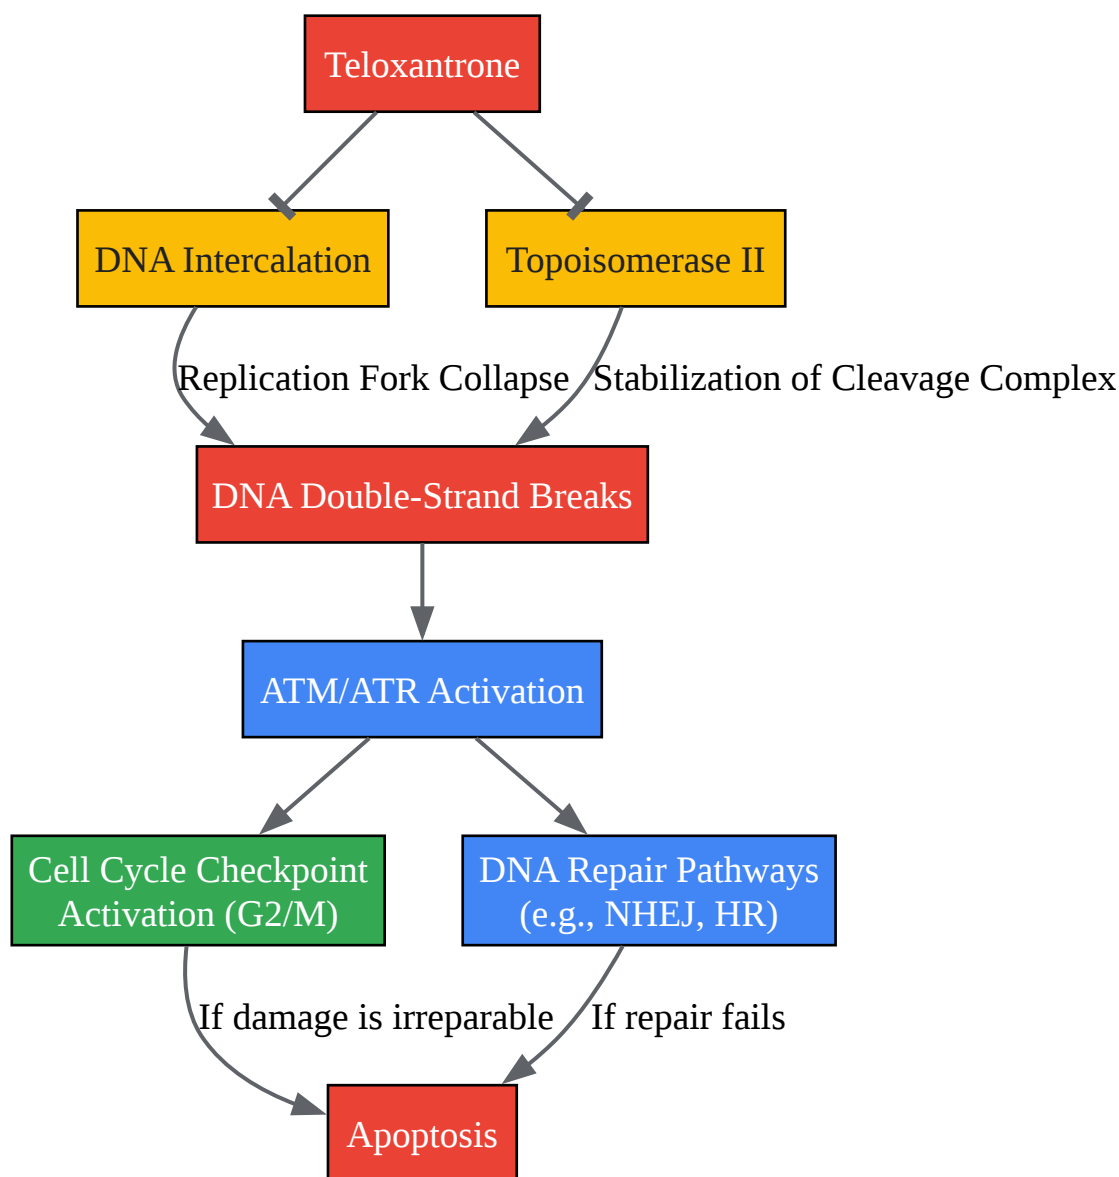 Teloxantrone
DNA Intercalation
Topoisomerase II
Replication Fork Collapse
Stabilization of Cleavage Complex
DNA Double-Strand Breaks
ATM/ATR Activation
Cell Cycle Checkpoint
Activation (G2/M)
DNA Repair Pathways
(e.g., NHEJ, HR)
If damage is irreparable
If repair fails
Apoptosis